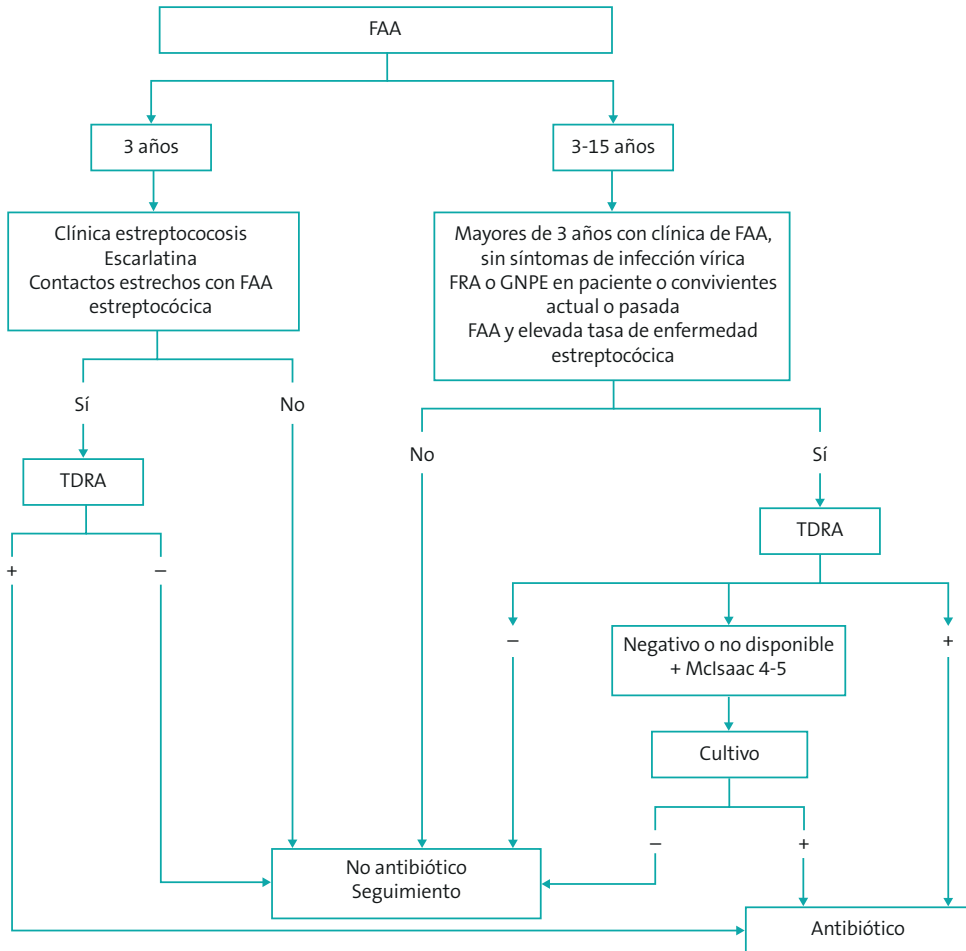 FAA
3 años
3-15 años
Clínica estreptococosis
Escarlatina
Contactos estrechos con FAA
estreptocócica
Mayores de 3 años con clínica de FAA,
sin síntomas de infección vírica
FRA o GNPE en paciente o convivientes
actual o pasada
FAA y elevada tasa de enfermedad
estreptocócica
Sí
No
No
Sí
TDRA
TDRA
+
−
−
Negativo o no disponible
+ McIsaac 4-5
+
Cultivo
−
+
No antibiótico
Seguimiento
Antibiótico